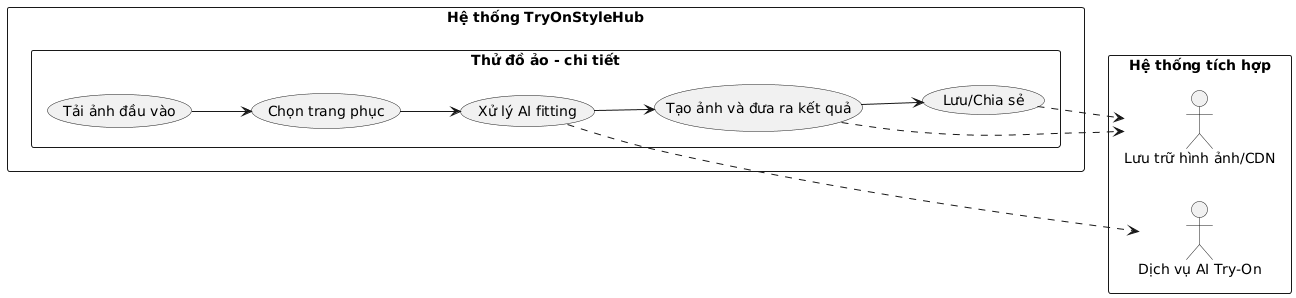 Hệ thống TryOnStyleHub
Thử đồ ảo - chi tiết
Tải ảnh đầu vào
Chọn trang phục
Xử lý AI fitting
Tạo ảnh và đưa ra kết quả
Lưu/Chia sẻ
Hệ thống tích hợp
Lưu trữ hình ảnh/CDN
Dịch vụ AI Try-On